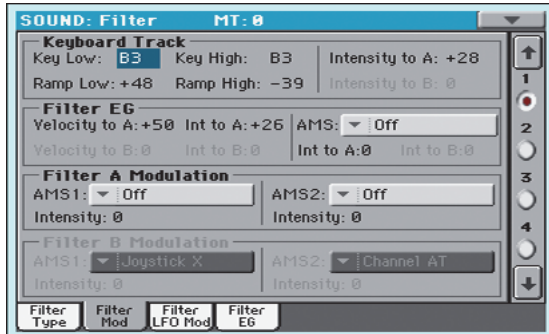 SOUND: Filter MT: 0
Keyboard Track
Key Low: B3 Key High: B3 Intensity to A: +28
Ramp Low: +48 Ramp High: -39 Intensity to B: 0
Filter EG
Velocity to A:+50 Int to A:+26 AMS: Off
Velocity to B:0 Int to B:0 Int to A:0 Int to B:0
Filter A Modulation
AMS1: Off AMS2: Off
Intensity: 0 Intensity: 0
Filter B Modulation
AMS1: Joystick X AMS2: Channel AT
Intensity: 0 Intensity: 0
1
2
3
4
Filter Type Filter Mod Filter LFO Mod Filter EG